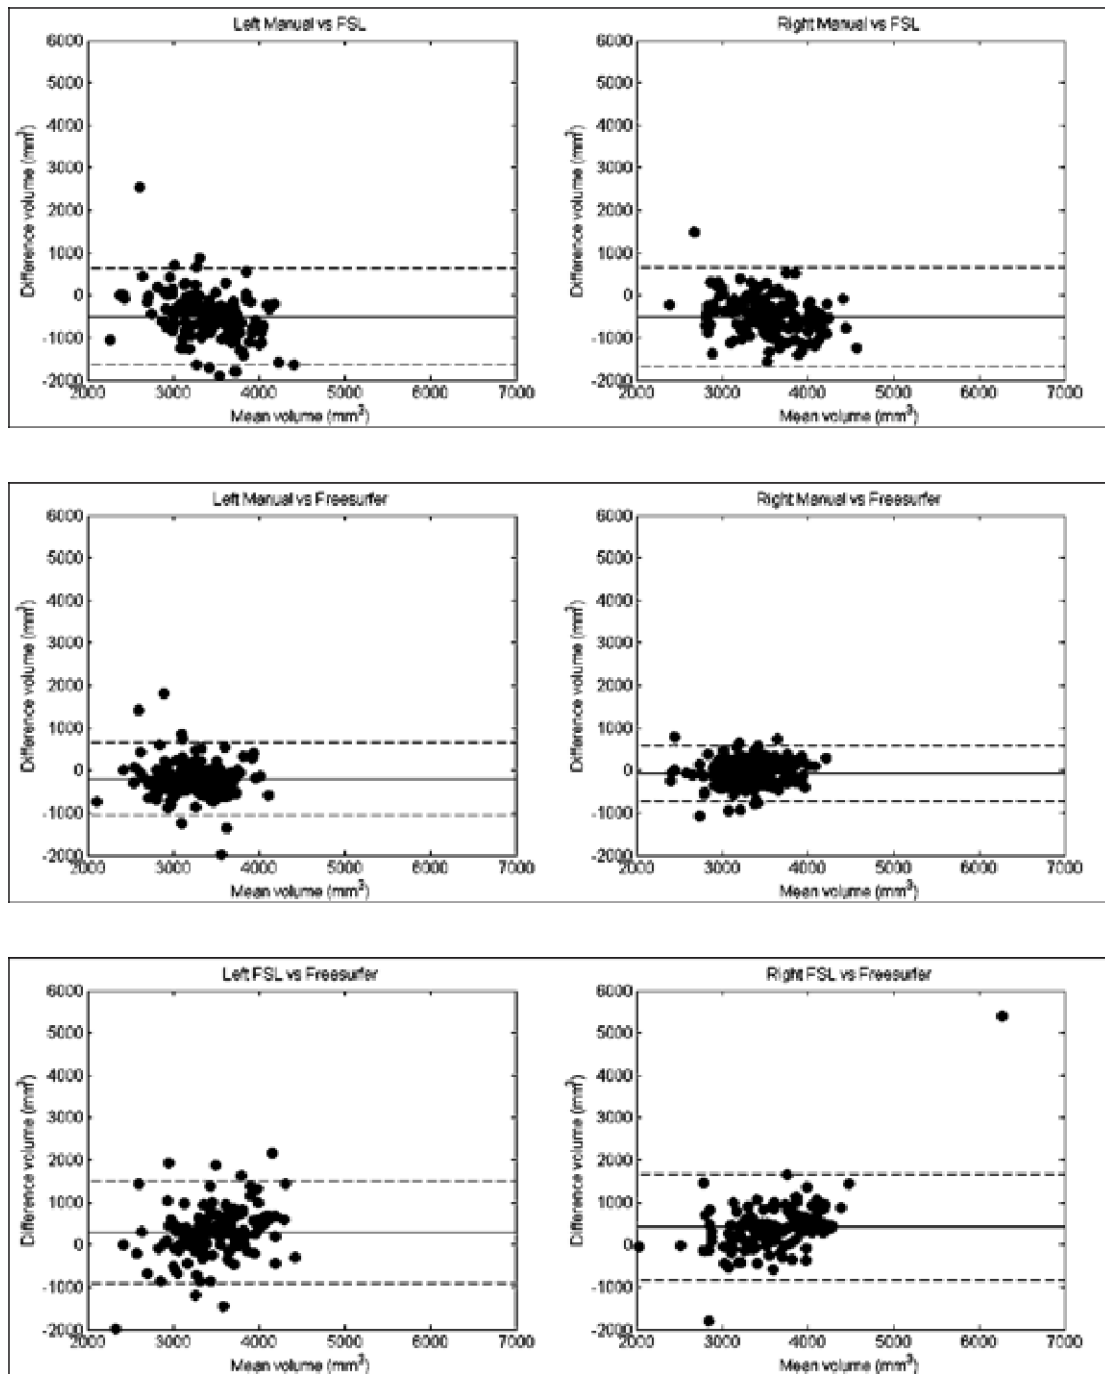 Left Manual vs FSL
Right Manual vs FSL
6000
5000
4000
3000
2000
1000
0
-1000
-2000
Difference volume (mm³)
2000 3000 4000 5000 6000 7000
Mean volume (mm³)
6000
5000
4000
3000
2000
1000
0
-1000
-2000
Difference volume (mm³)
2000 3000 4000 5000 6000 7000
Mean volume (mm³)
Left Manual vs Freesurfer
Right Manual vs Freesurfer
6000
5000
4000
3000
2000
1000
0
-1000
-2000
Difference volume (mm³)
2000 3000 4000 5000 6000 7000
Mean volume (mm³)
6000
5000
4000
3000
2000
1000
0
-1000
-2000
Difference volume (mm³)
2000 3000 4000 5000 6000 7000
Mean volume (mm³)
Left FSL vs Freesurfer
Right FSL vs Freesurfer
6000
5000
4000
3000
2000
1000
0
-1000
-2000
Difference volume (mm³)
2000 3000 4000 5000 6000 7000
Mean volume (mm³)
6000
5000
4000
3000
2000
1000
0
-1000
-2000
Difference volume (mm³)
2000 3000 4000 5000 6000 7000
Mean volume (mm³)